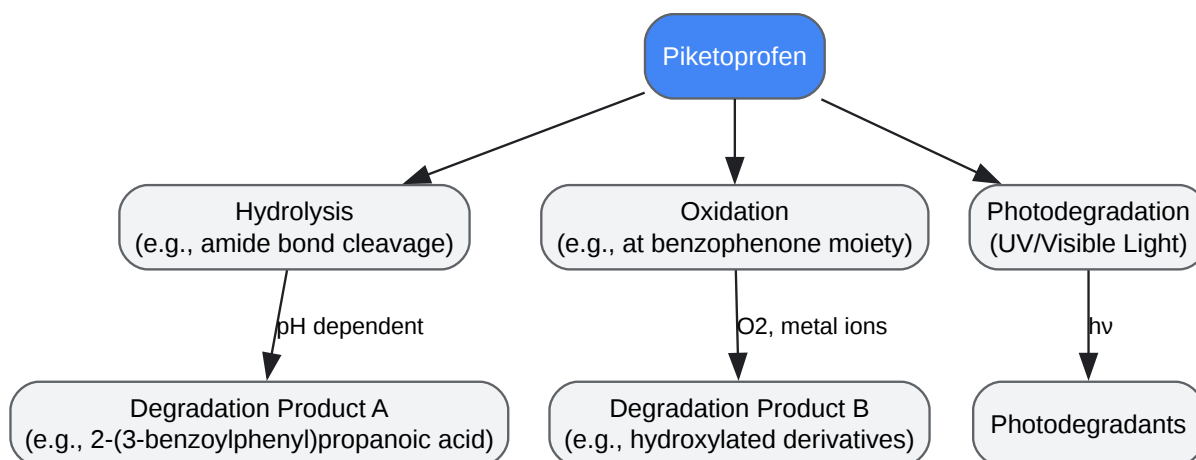 Piketoprofen
Hydrolysis
(e.g., amide bond cleavage)
Oxidation
(e.g., at benzophenone moiety)
Photodegradation
(UV/Visible Light)
pH dependent
O2, metal ions
hν
Degradation Product A
(e.g., 2-(3-benzoylphenyl)propanoic acid)
Degradation Product B
(e.g., hydroxylated derivatives)
Photodegradants